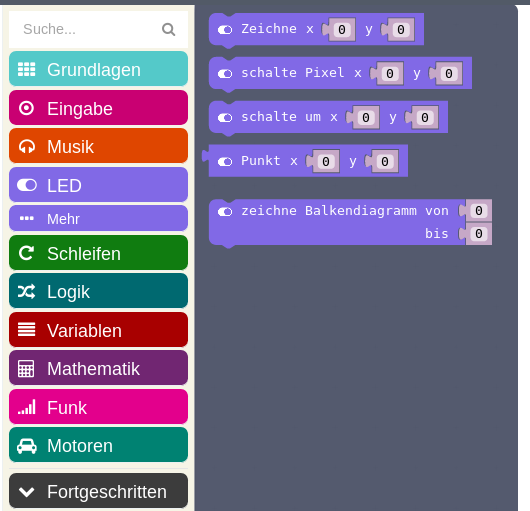 Suche...
Grundlagen
Eingabe
Musik
LED
Mehr
Schleifen
Logik
Variablen
Mathematik
Funk
Motoren
Fortgeschritten
Zeichne x 0 y 0
schalte Pixel x 0 y 0
schalte um x 0 y 0
Punkt x 0 y 0
zeichne Balkendiagramm von 0
bis 0